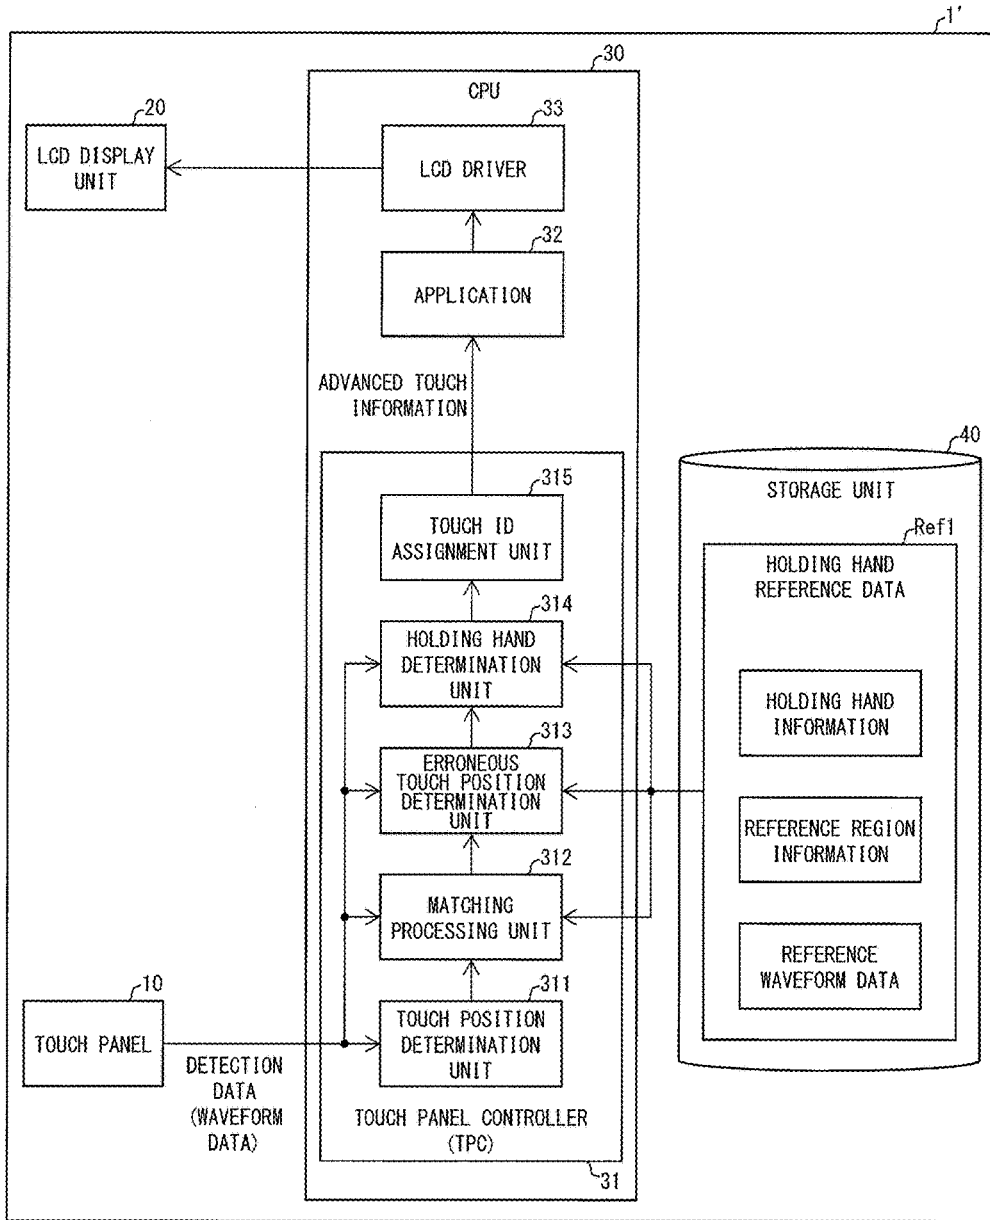 1'
30
CPU
20
LCD DISPLAY
UNIT
33
LCD DRIVER
32
APPLICATION
ADVANCED TOUCH
INFORMATION
315
TOUCH ID
ASSIGNMENT UNIT
314
HOLDING HAND
DETERMINATION
UNIT
313
ERRONEOUS
TOUCH POSITION
DETERMINATION
UNIT
312
MATCHING
PROCESSING UNIT
311
TOUCH POSITION
DETERMINATION
UNIT
TOUCH PANEL CONTROLLER
(TPC)
31
10
TOUCH PANEL
DETECTION
DATA
(WAVEFORM
DATA)
40
STORAGE UNIT
Ref1
HOLDING HAND
REFERENCE DATA
HOLDING HAND
INFORMATION
REFERENCE REGION
INFORMATION
REFERENCE
WAVEFORM DATA